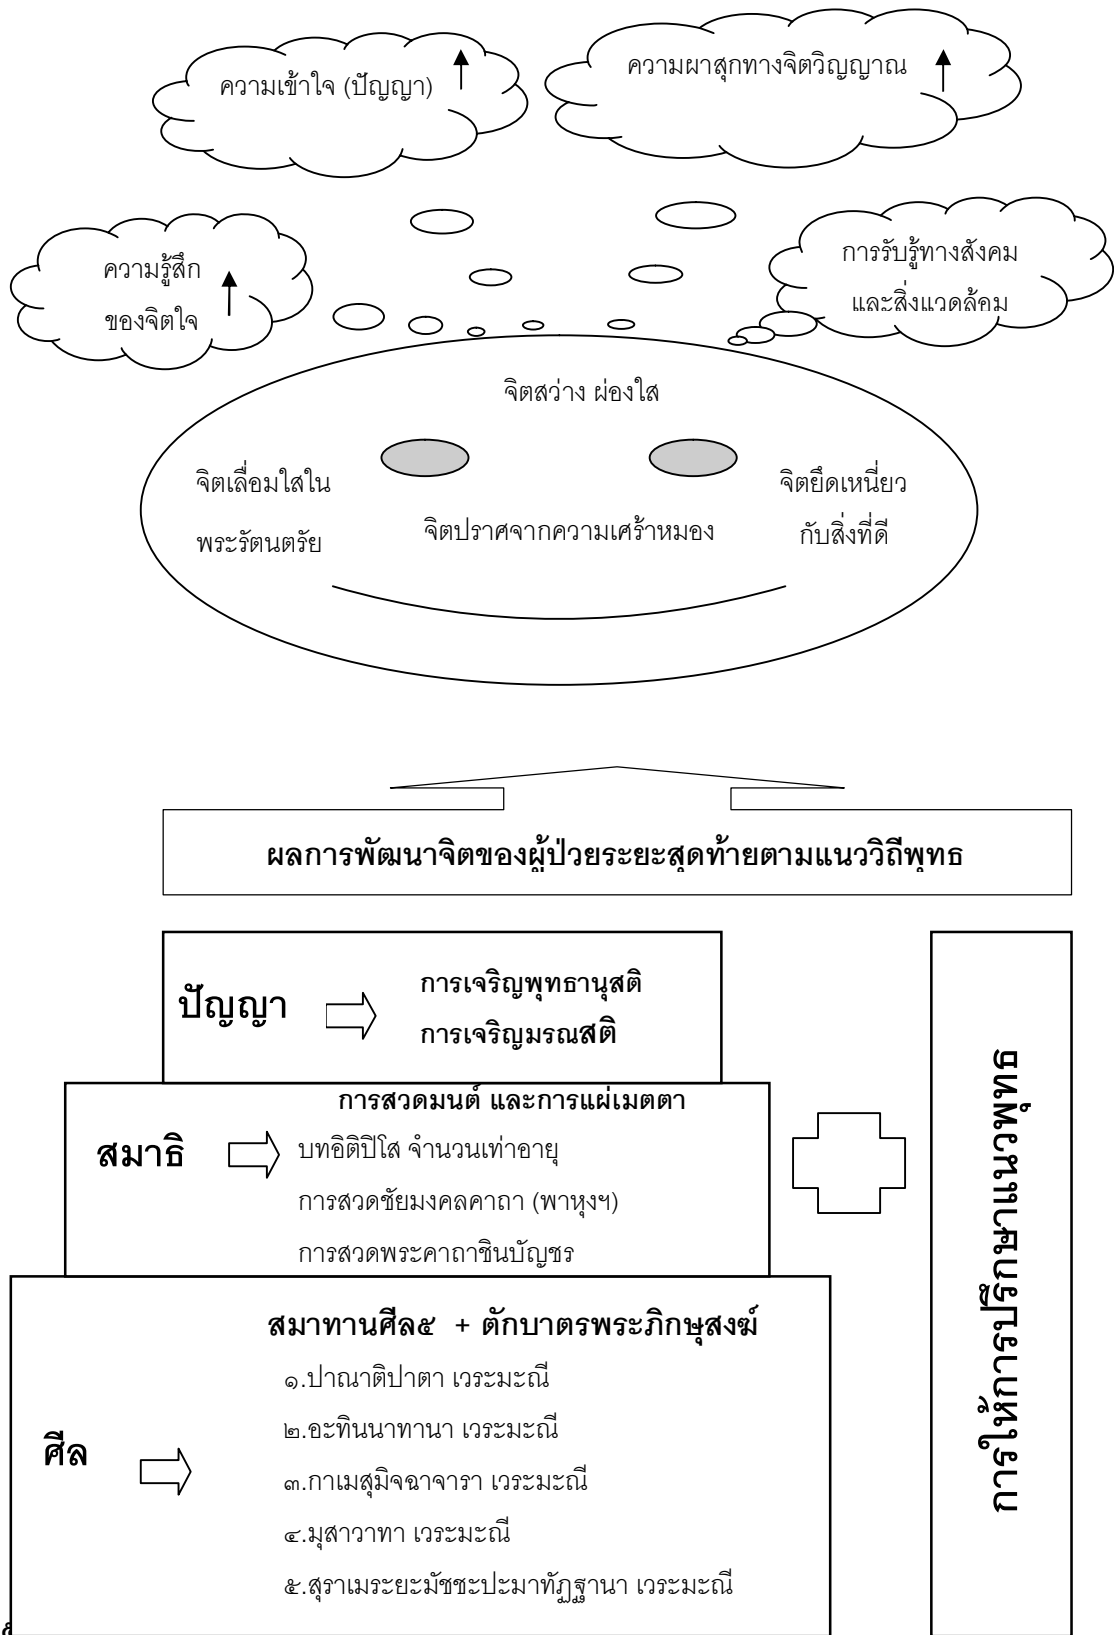 ความเข้าใจ (ปัญญา)
ความผาสุกทางจิตวิญญาณ
ความรู้สึก
ของจิตใจ
การรับรู้ทางสังคม
และสิ่งแวดล้อม
จิตสว่าง ผ่องใส
จิตเลื่อมใสใน
พระรัตนตรัย
จิตปราศจากความเศร้าหมอง
จิตยึดเหนี่ยว
กับสิ่งที่ดี
ผลการพัฒนาจิตของผู้ป่วยระยะสุดท้ายตามแนววิถีพุทธ
ปัญญา
การเจริญพุทธานุสติ
การเจริญมรณสติ
สมาธิ
การสวดมนต์ และการแผ่เมตตา
บทอิติปิโส จำนวนเท่าอายุ
การสวดชัยมงคลคาถา (พาหุงฯ)
การสวดพระคาถาชินบัญชร
ศีล
สมาทานศีล๕ + ตักบาตรพระภิกษุสงฆ์
๑.ปาณาติปาตา เวระมะณี
๒.อะทินนาทานา เวระมะณี
๓.กาเมสุมิจฉาจารา เวระมะณี
๔.มุสาวาทา เวระมะณี
๕.สุราเมระยะมัชชะปะมาทัฏฐานา เวระมะณี
การให้การปรึกษาแนวพุทธ